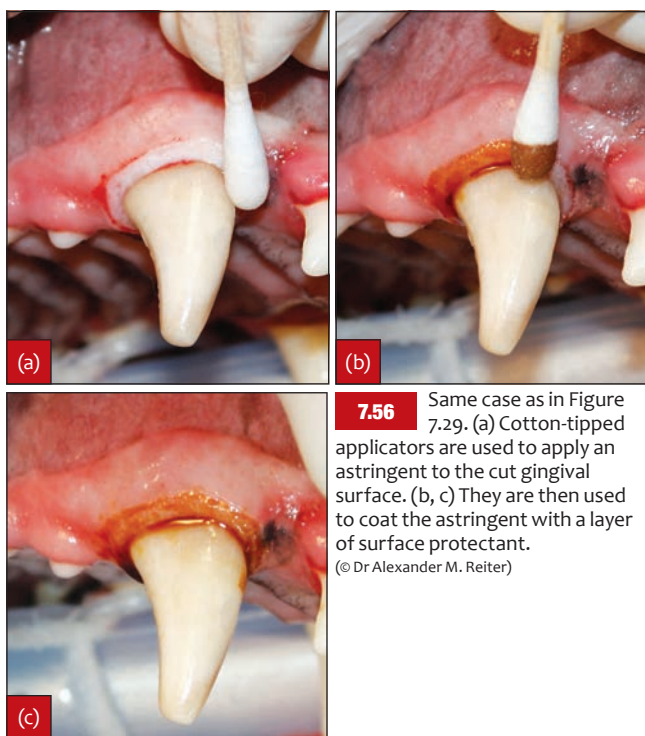 (a)
(b)
7.56 Same case as in Figure
7.29. (a) Cotton-tipped
applicators are used to apply an
astringent to the cut gingival
surface. (b, c) They are then used
to coat the astringent with a layer
of surface protectant.
(© Dr Alexander M. Reiter)
(c)